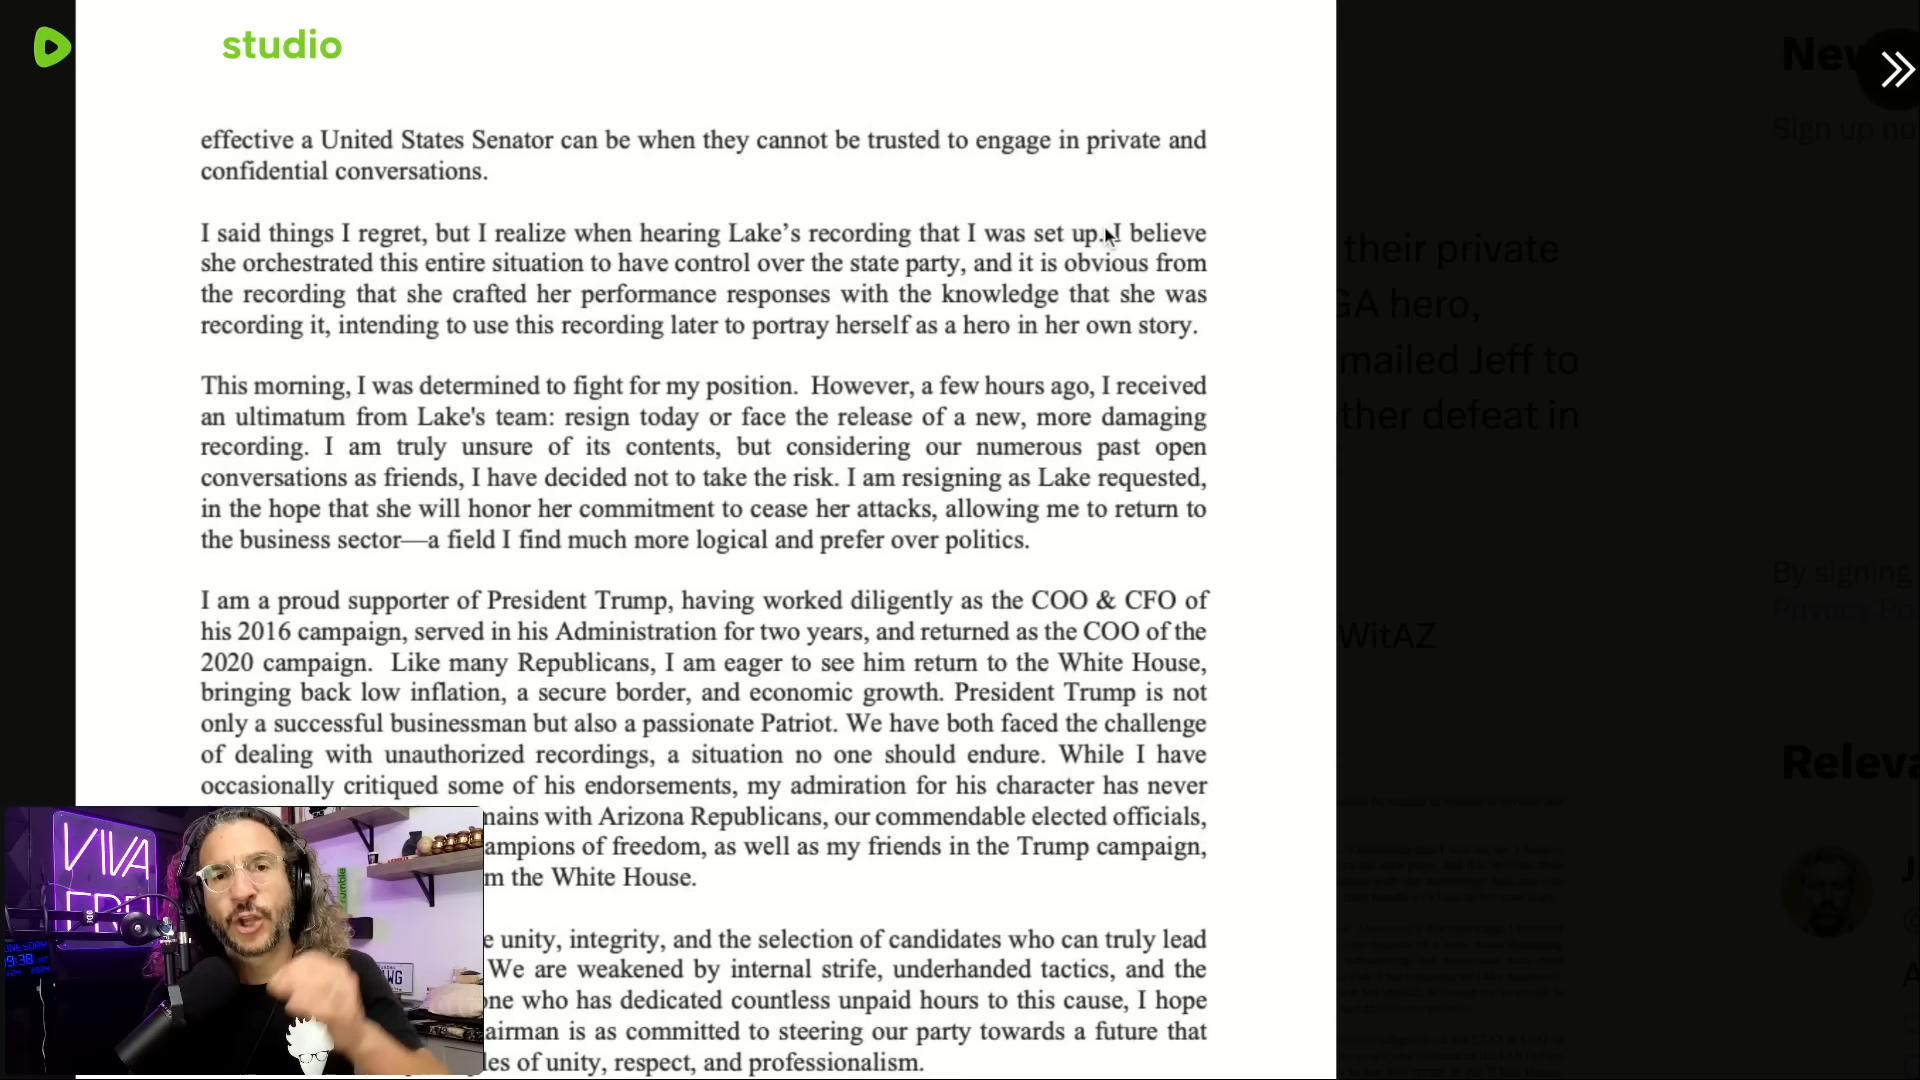 studio
effective a United States Senator can be when they cannot be trusted to engage in private and
confidential conversations.
I said things I regret, but I realize when hearing Lake’s recording that I was set up. I believe
she orchestrated this entire situation to have control over the state party, and it is obvious from
the recording that she crafted her performance responses with the knowledge that she was
recording it, intending to use this recording later to portray herself as a hero in her own story.
This morning, I was determined to fight for my position. However, a few hours ago, I received
an ultimatum from Lake's team: resign today or face the release of a new, more damaging
recording. I am truly unsure of its contents, but considering our numerous past open
conversations as friends, I have decided not to take the risk. I am resigning as Lake requested,
in the hope that she will honor her commitment to cease her attacks, allowing me to return to
the business sector—a field I find much more logical and prefer over politics.
I am a proud supporter of President Trump, having worked diligently as the COO & CFO of
his 2016 campaign, served in his Administration for two years, and returned as the COO of the
2020 campaign. Like many Republicans, I am eager to see him return to the White House,
bringing back low inflation, a secure border, and economic growth. President Trump is not
only a successful businessman but also a passionate Patriot. We have both faced the challenge
of dealing with unauthorized recordings, a situation no one should endure. While I have
occasionally critiqued some of his endorsements, my admiration for his character has never
mains with Arizona Republicans, our commendable elected officials,
ampions of freedom, as well as my friends in the Trump campaign,
m the White House.
e unity, integrity, and the selection of candidates who can truly lead
We are weakened by internal strife, underhanded tactics, and the
one who has dedicated countless unpaid hours to this cause, I hope
airman is as committed to steering our party towards a future that
les of unity, respect, and professionalism.
New
Sign up no
their private
GA hero,
mailed Jeff to
ther defeat in
By signing
Privacy Pol
WitAZ
Releva
VIVA
FR
rumble
WG